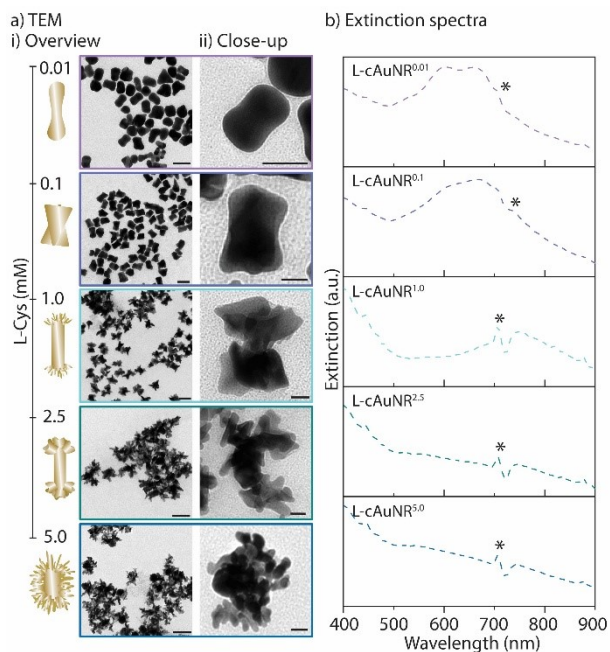 a) TEM
i) Overview
ii) Close-up
b) Extinction spectra
L-Cys (mM)
0.01
0.1
1.0
2.5
5.0
Extinction (a.u.)
L-cAuNR0.01
*
L-cAuNR0.1
*
L-cAuNR1.0
*
L-cAuNR2.5
*
L-cAuNR5.0
*
400 500 600 700 800 900
Wavelength (nm)